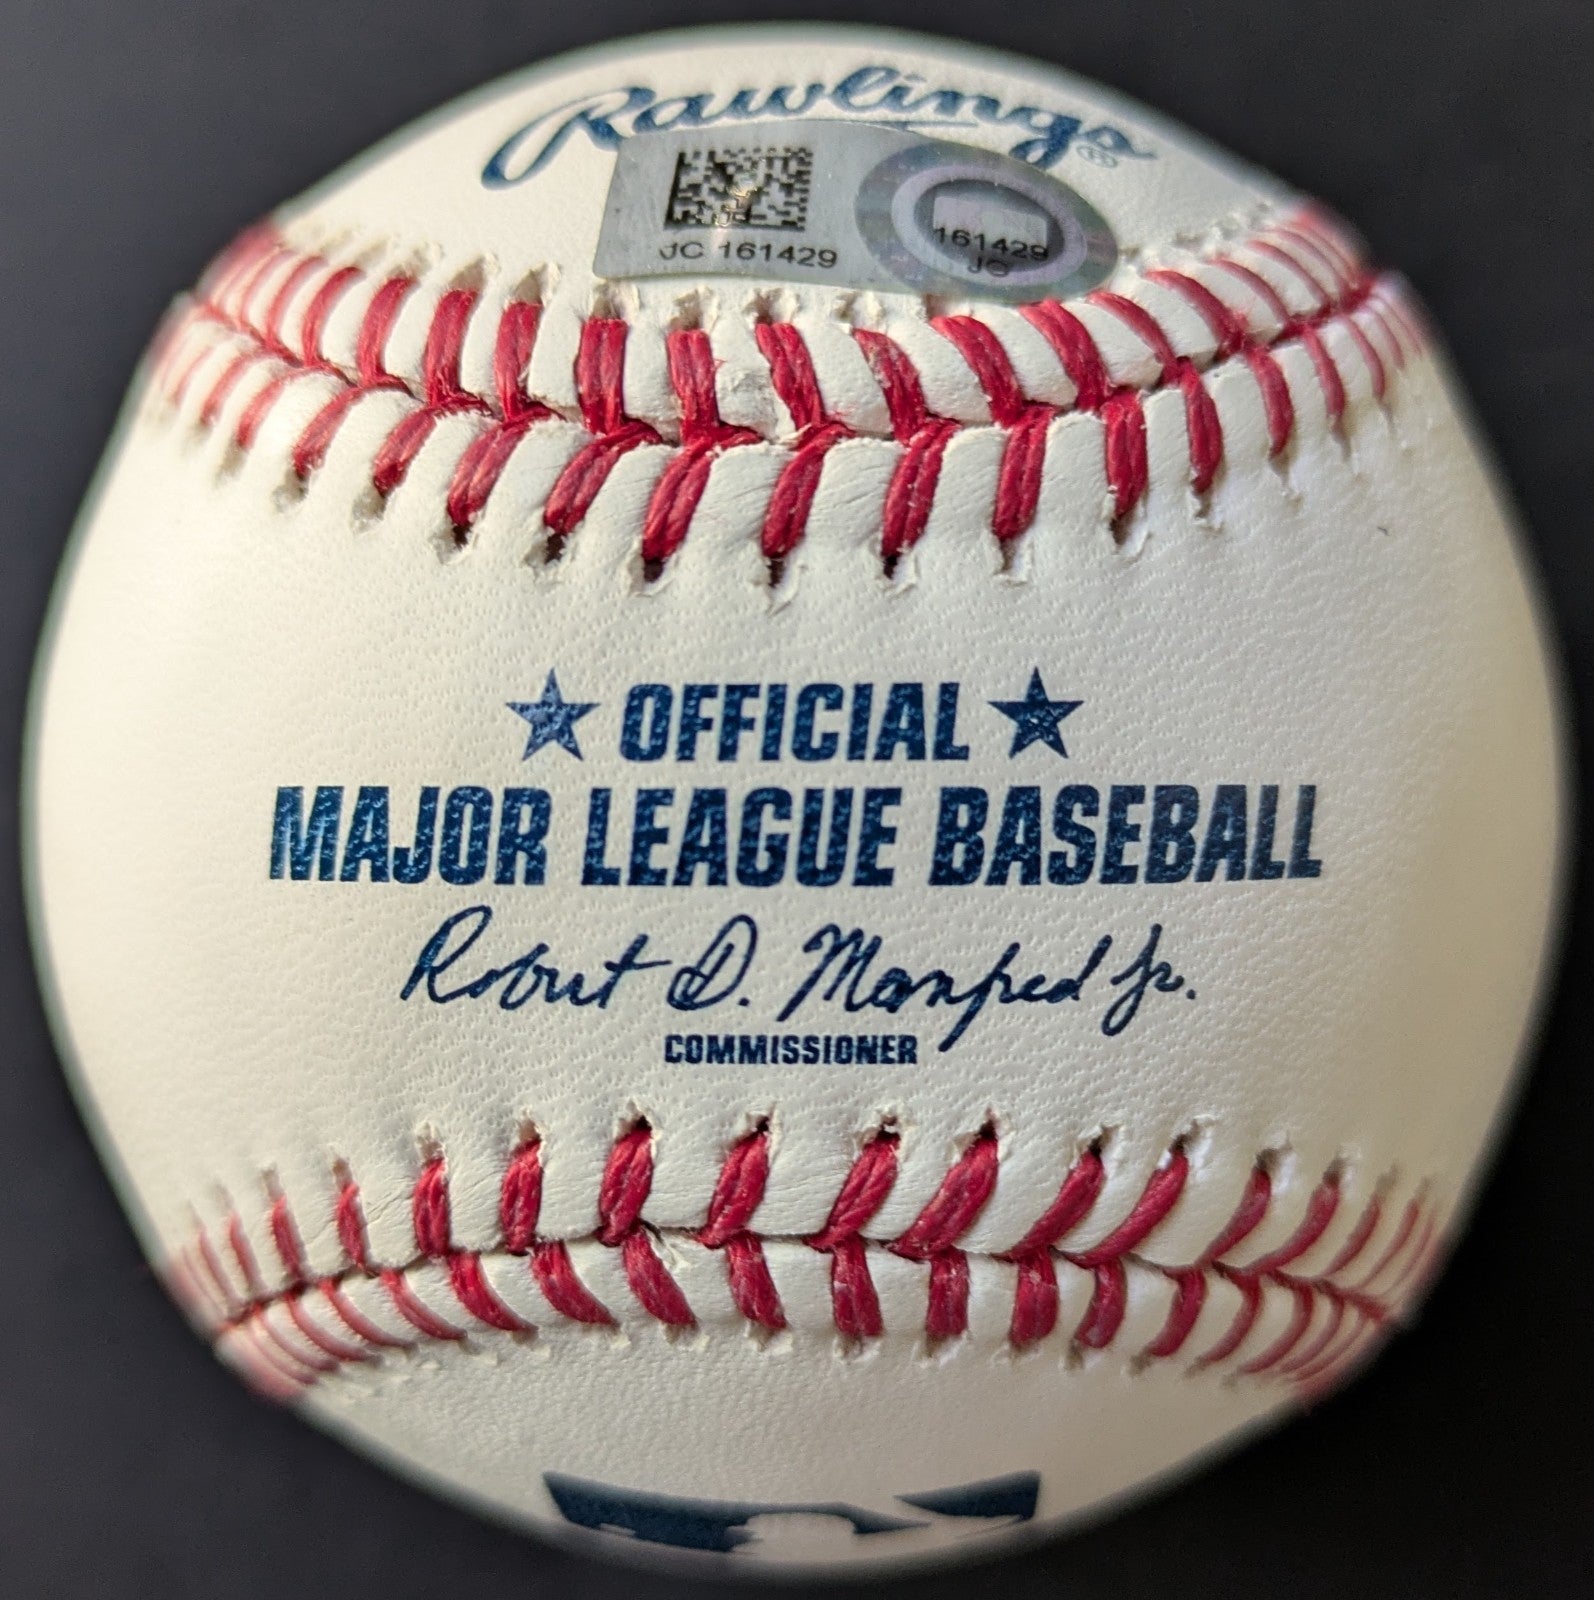 Rawlings®
JC 161429
161429
JC
OFFICIAL
MAJOR LEAGUE BASEBALL
Robert D. Manfred Jr.
COMMISSIONER